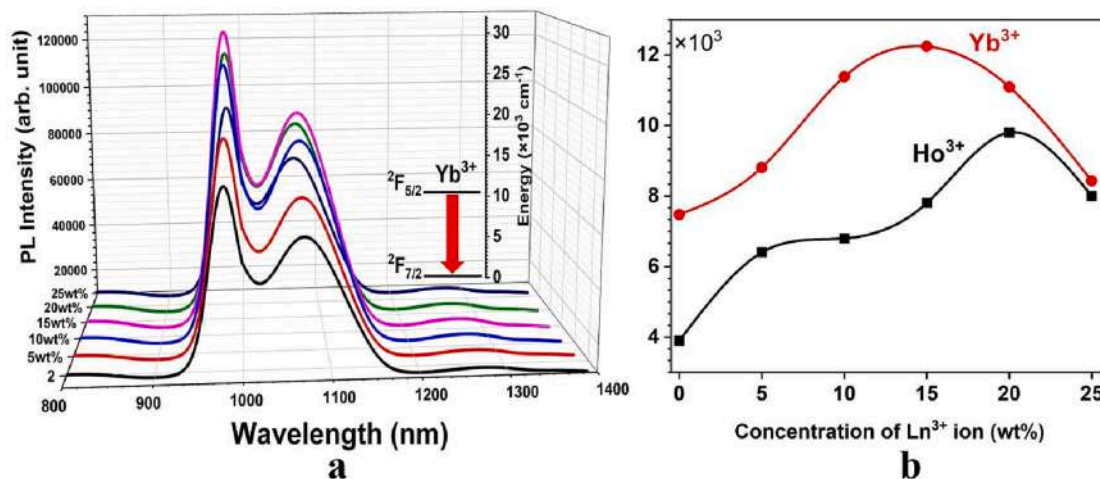 PL Intensity (arb. unit)
120000
100000
80000
60000
40000
20000
25wt%
20wt%
15wt%
10wt%
5wt%
2
800
900
1000
1100
1200
1300
1400
Wavelength (nm)
30
25
20
15
10
5
0
Energy (×10³ cm⁻¹)
Yb³⁺
²F₅/₂
²F₇/₂
a
×10³
12
10
8
6
4
Yb³⁺
Ho³⁺
0
5
10
15
20
25
Concentration of Ln³⁺ ion (wt%)
b